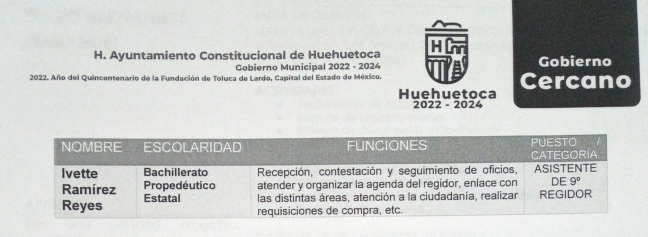 H. Ayuntamiento Constitucional de Huehuetoca
Gobierno Municipal 2022 - 2024
2022. Año del Quincentenario de la Fundación de Toluca de Lerdo, Capital del Estado de México.
H
Huehuetoca
2022 - 2024
Gobierno
Cercano
NOMBRE ESCOLARIDAD FUNCIONES PUESTO /
CATEGORÍA
Ivette
Ramírez
Reyes
Bachillerato
Propedéutico
Estatal
Recepción, contestación y seguimiento de oficios,
atender y organizar la agenda del regidor, enlace con
las distintas áreas, atención a la ciudadanía, realizar
requisiciones de compra, etc.
ASISTENTE
DE 9º
REGIDOR